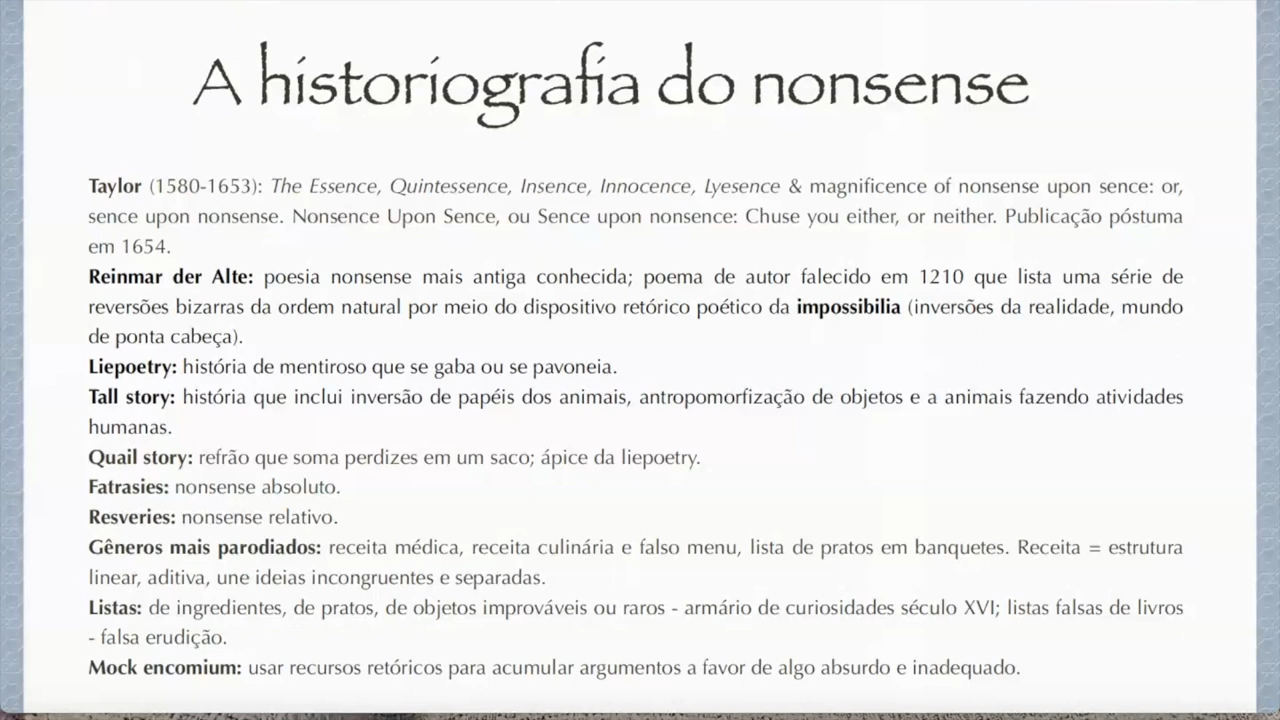 A historiografia do nonsense
Taylor (1580-1653): The Essence, Quintessence, Insence, Innocence, Lyesence & magnificence of nonsense upon sence: or,
sence upon nonsense. Nonsence Upon Sence, ou Sence upon nonsence: Chuse you either, or neither. Publicação póstuma
em 1654.
Reinmar der Alte: poesia nonsense mais antiga conhecida; poema de autor falecido em 1210 que lista uma série de
reversões bizarras da ordem natural por meio do dispositivo retórico poético da impossibilia (inversões da realidade, mundo
de ponta cabeça).
Liepoetry: história de mentiroso que se gaba ou se pavoneia.
Tall story: história que inclui inversão de papéis dos animais, antropomorfização de objetos e a animais fazendo atividades
humanas.
Quail story: refrão que soma perdizes em um saco; ápice da liepoetry.
Fatrasies: nonsense absoluto.
Resveries: nonsense relativo.
Gêneros mais parodiados: receita médica, receita culinária e falso menu, lista de pratos em banquetes. Receita = estrutura
linear, aditiva, une ideias incongruentes e separadas.
Listas: de ingredientes, de pratos, de objetos improváveis ou raros - armário de curiosidades século XVI; listas falsas de livros
- falsa erudição.
Mock encomium: usar recursos retóricos para acumular argumentos a favor de algo absurdo e inadequado.